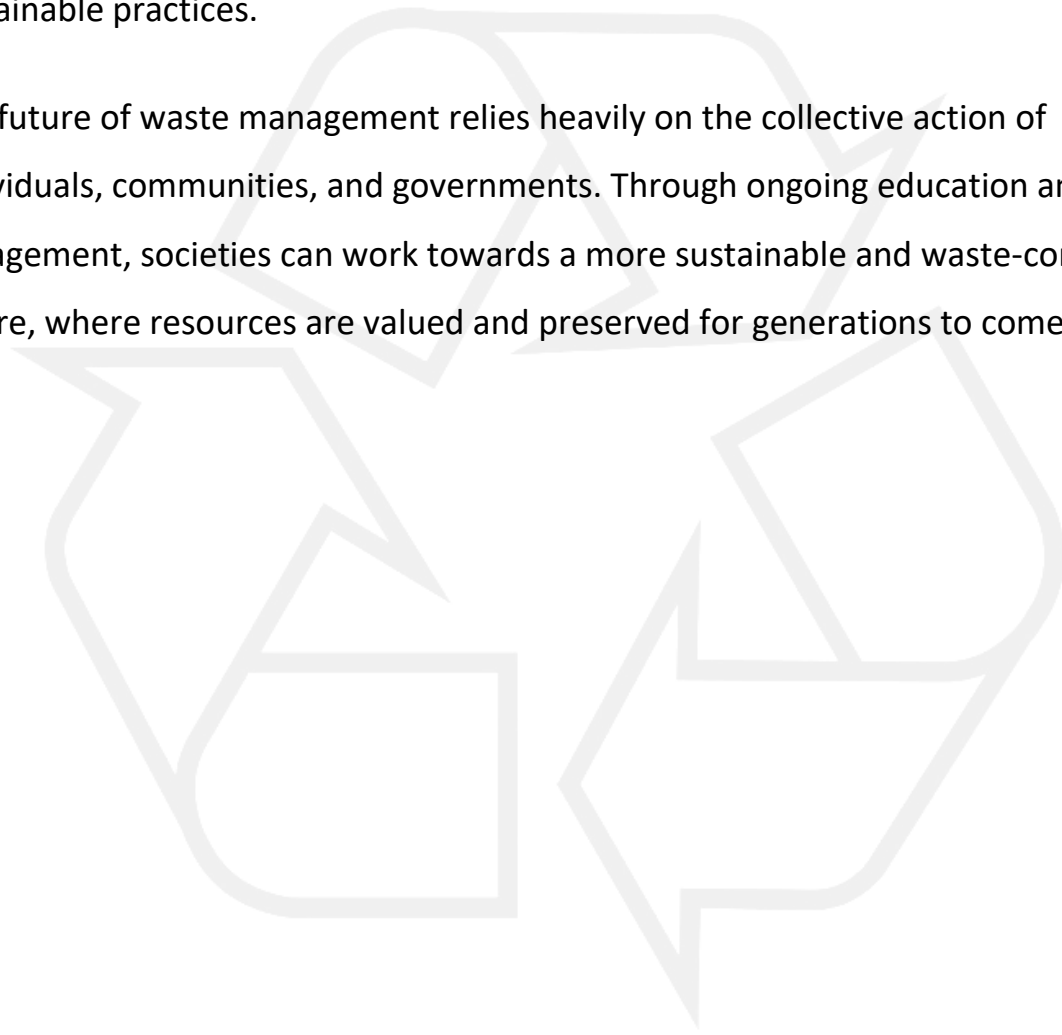 ainable practices.
future of waste management relies heavily on the collective action of
viduals, communities, and governments. Through ongoing education a
gement, societies can work towards a more sustainable and waste-co
re, where resources are valued and preserved for generations to come